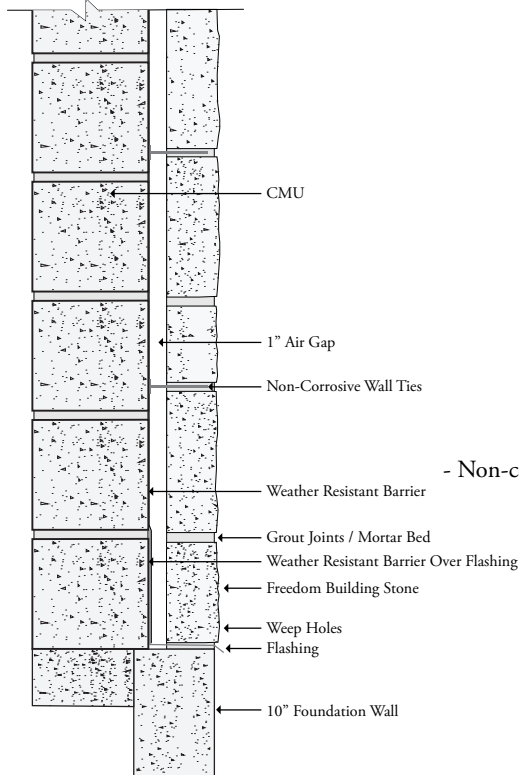 CMU
1” Air Gap
Non-Corrosive Wall Ties
- Non-c
Weather Resistant Barrier
Grout Joints / Mortar Bed
Weather Resistant Barrier Over Flashing
Freedom Building Stone
Weep Holes
Flashing
10” Foundation Wall